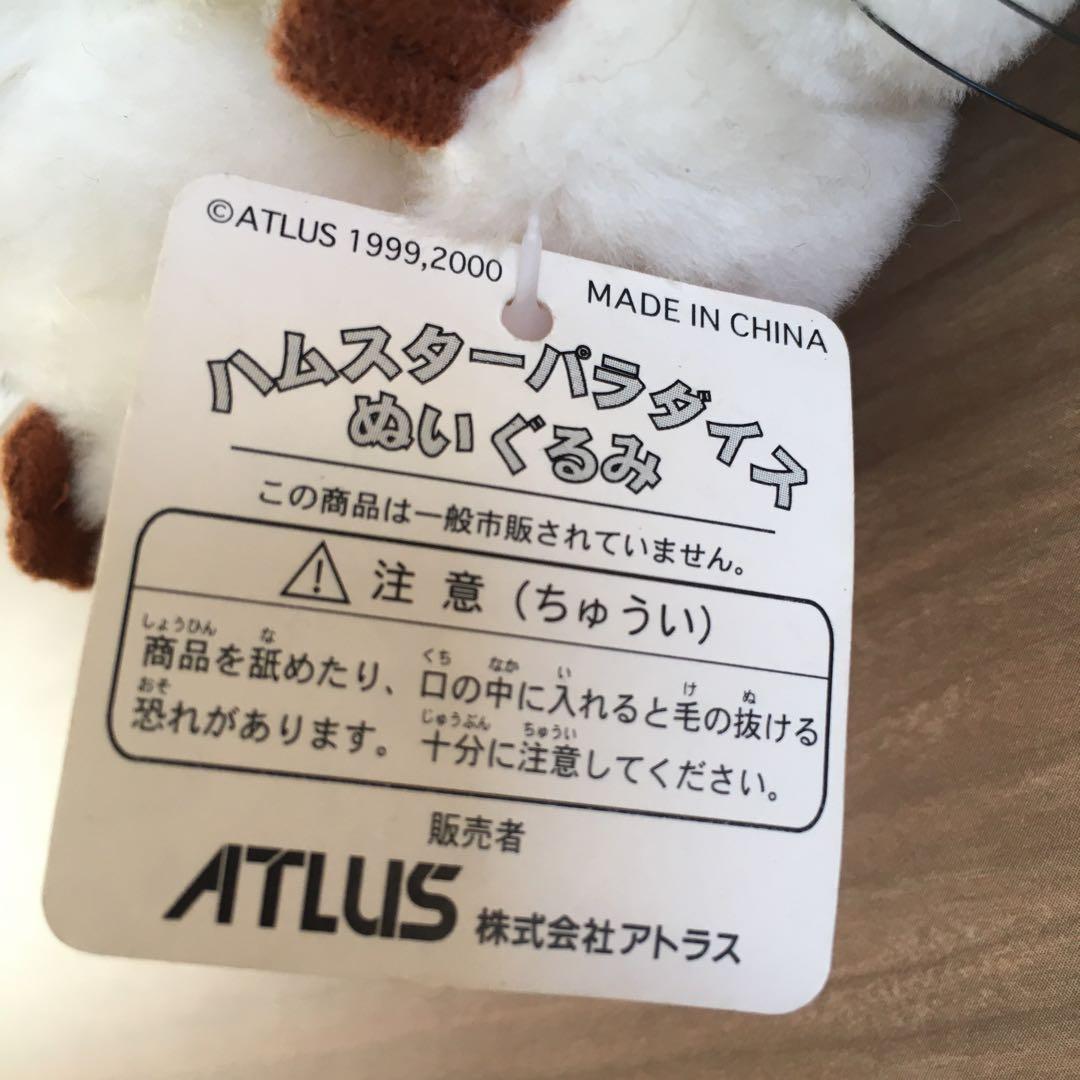 ©ATLUS 1999,2000
MADE IN CHINA
ハムスターパラダイス
ぬいぐるみ
この商品は一般市販されていません。
注意(ちゅうい)
しょうひん な くち なか い け ぬ
商品を舐めたり、口の中に入れると毛の抜ける
おそ じゅうぶん ちゅうい
恐れがあります。十分に注意してください。
販売者
ATLUS 株式会社アトラス